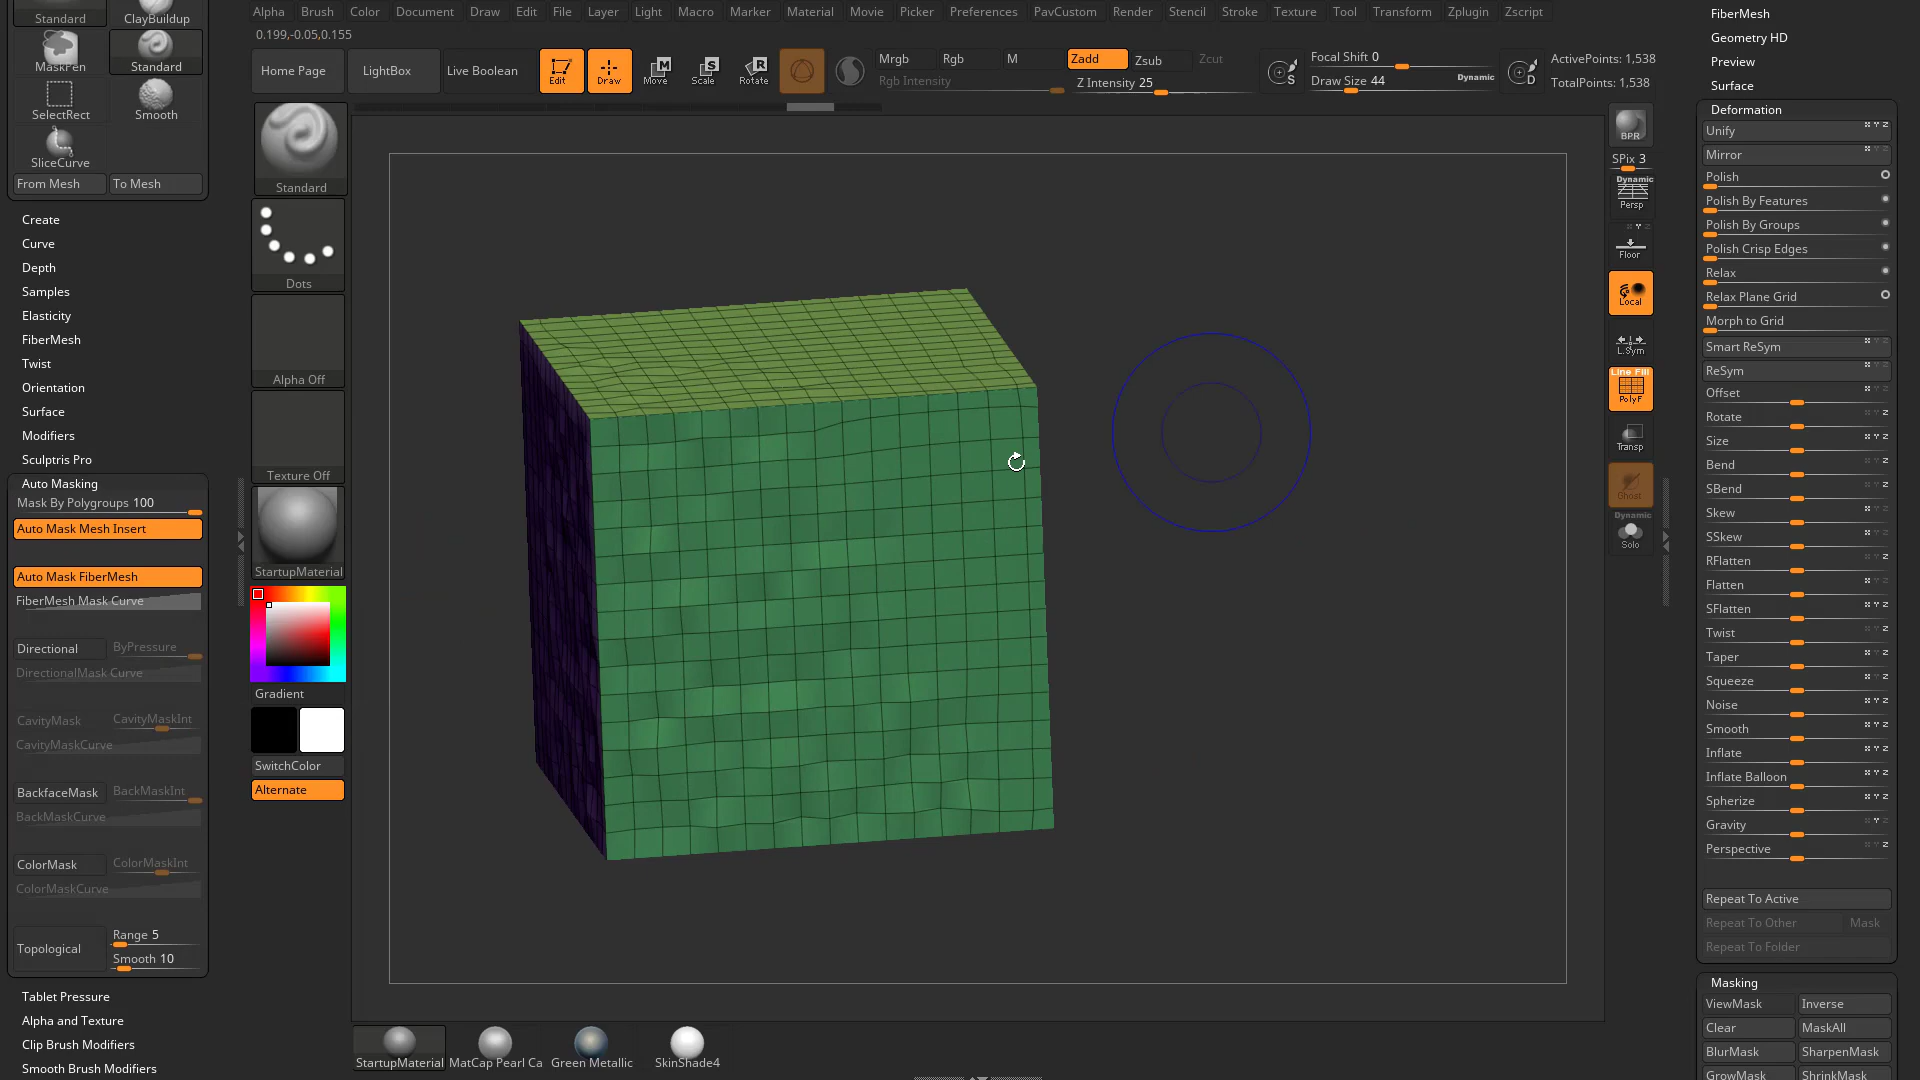 Alpha Brush Color Document Draw Edit File Layer Light Macro Marker Material Movie Picker Preferences PavCustom Render Stencil Stroke Texture Tool Transform Zplugin Zscript
0.199,-0.05,0.155
Home Page LightBox Live Boolean Edit Draw Move Scale Rotate
M S R
Mrgb Rgb M Zadd Zsub Zcut
Rgb Intensity Z Intensity 25
S Focal Shift 0
Draw Size 44 Dynamic
D ActivePoints: 1,538
TotalPoints: 1,538
Standard ClayBuildup
MaskPen Standard
SelectRect Smooth
SliceCurve
From Mesh To Mesh
Create
Curve
Depth
Samples
Elasticity
FiberMesh
Twist
Orientation
Surface
Modifiers
Sculptris Pro
Auto Masking
Mask By Polygroups 100
Auto Mask Mesh Insert
Auto Mask FiberMesh
FiberMesh Mask Curve
Directional ByPressure
DirectionalMask Curve
CavityMask CavityMaskInt
CavityMaskCurve
BackfaceMask BackMaskInt
BackMaskCurve
ColorMask ColorMaskInt
ColorMaskCurve
Topological Range 5
Smooth 10
Tablet Pressure
Alpha and Texture
Clip Brush Modifiers
Smooth Brush Modifiers
Standard
Dots
Alpha Off
Texture Off
StartupMaterial
Gradient
SwitchColor
Alternate
StartupMaterial MatCap Pearl Ca Green Metallic SkinShade4
BPR
SPix 3
Dynamic
Persp
Floor
Local
L.Sym
Line Fill
PolyF
Transp
Ghost
Dynamic
Solo
FiberMesh
Geometry HD
Preview
Surface
Deformation
Unify
Mirror
Polish
Polish By Features
Polish By Groups
Polish Crisp Edges
Relax
Relax Plane Grid
Morph to Grid
Smart ReSym
ReSym
Offset
Rotate
Size
Bend
SBend
Skew
SSkew
RFlatten
Flatten
SFlatten
Twist
Taper
Squeeze
Noise
Smooth
Inflate
Inflate Balloon
Spherize
Gravity
Perspective
Repeat To Active
Repeat To Other Mask
Repeat To Folder
Masking
ViewMask Inverse
Clear MaskAll
BlurMask SharpenMask
GrowMask ShrinkMask